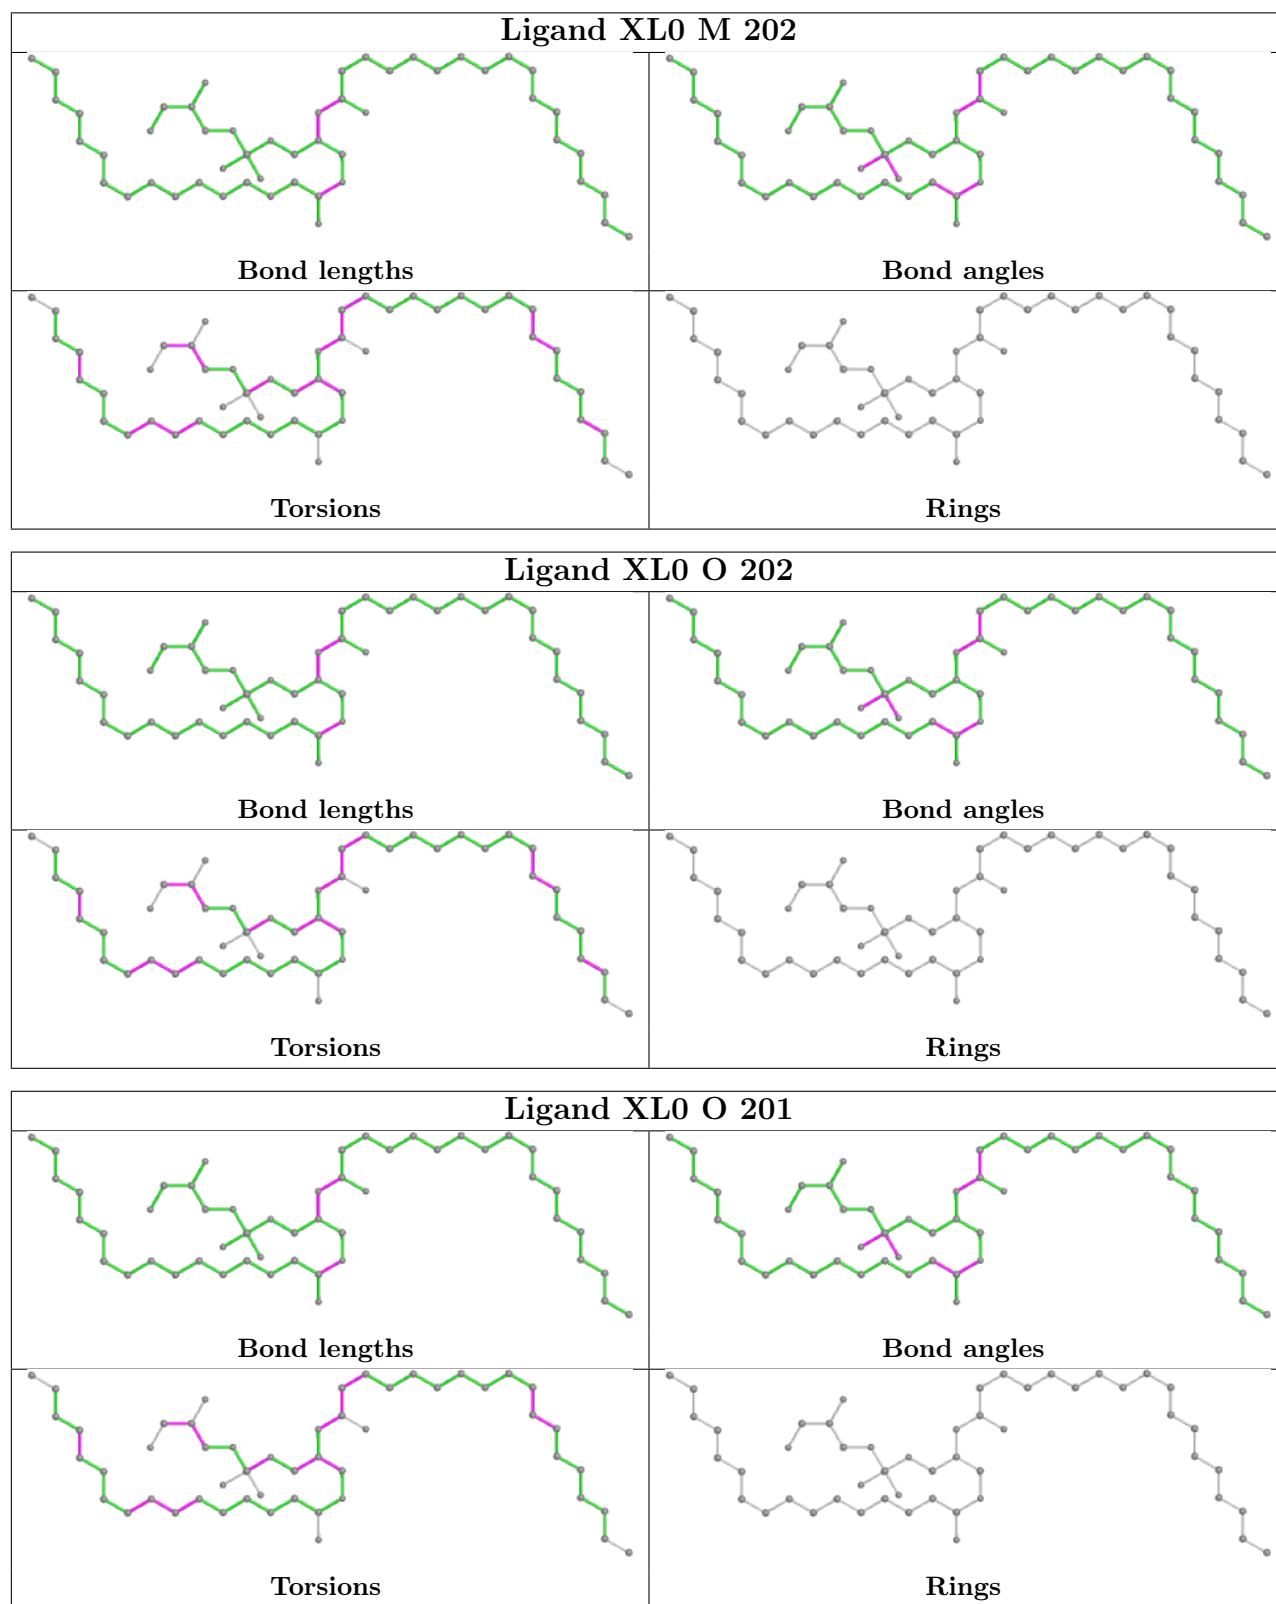 Ligand XL0 M 202
Bond lengths
Bond angles
Torsions
Rings
Ligand XL0 O 202
Bond lengths
Bond angles
Torsions
Rings
Ligand XL0 O 201
Bond lengths
Bond angles
Torsions
Rings